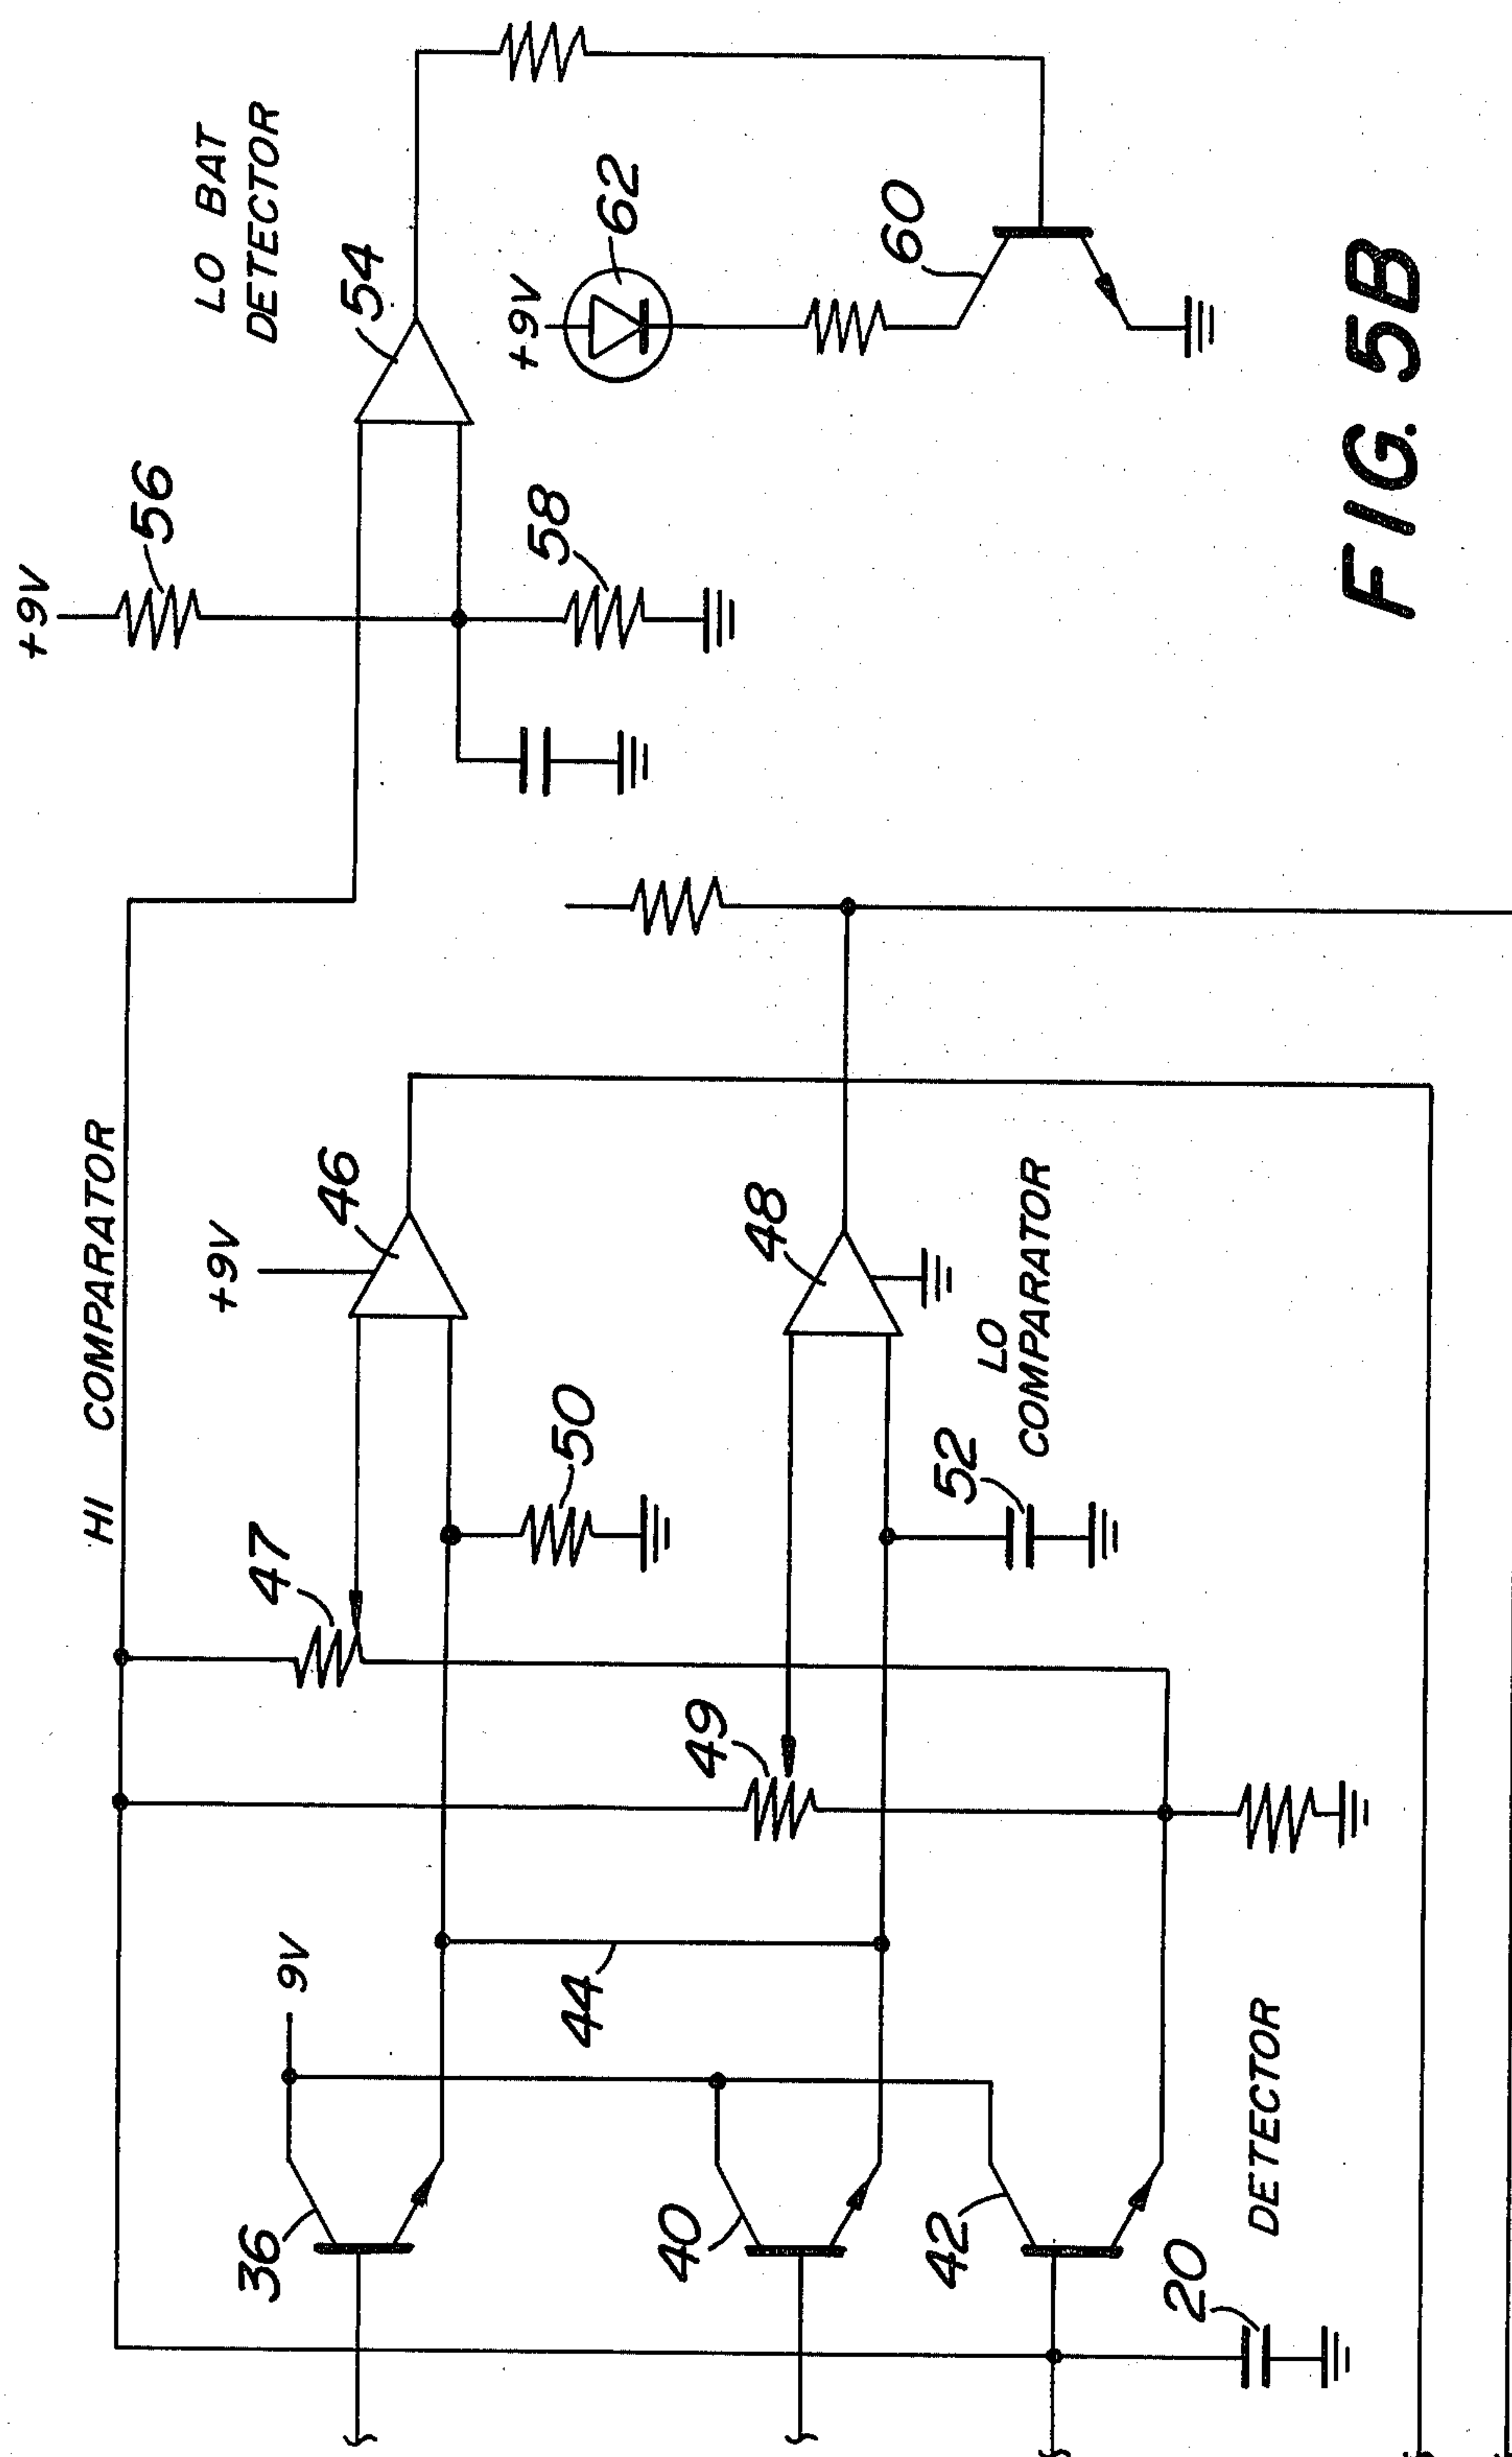 +9V
56
LO BAT
DETECTOR
54
58
+9V
62
60
HI COMPARATOR
+9V
46
47
50
48
49
LO
COMPARATOR
52
9V
44
36
40
42
20
DETECTOR
FIG. 5B